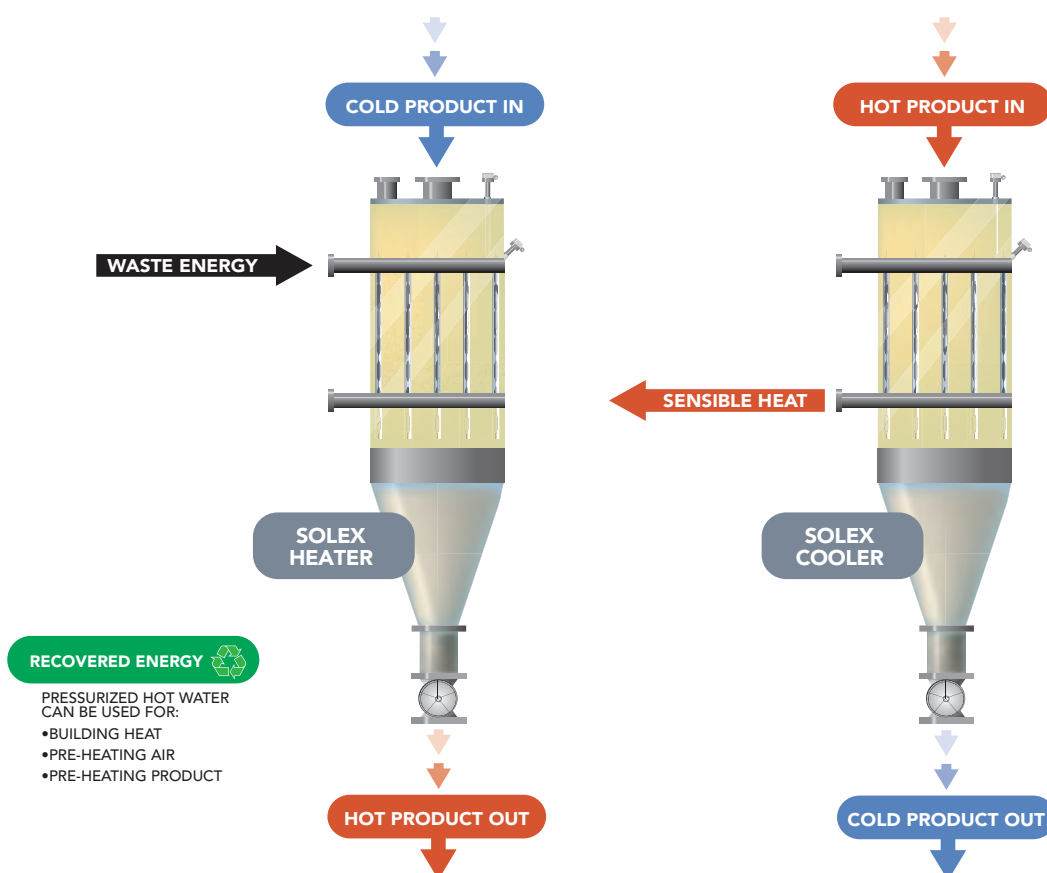 COLD PRODUCT IN
HOT PRODUCT IN
WASTE ENERGY
SENSIBLE HEAT
SOLEX
HEATER
SOLEX
COOLER
RECOVERED ENERGY
PRESSURIZED HOT WATER
CAN BE USED FOR:
•BUILDING HEAT
•PRE-HEATING AIR
•PRE-HEATING PRODUCT
HOT PRODUCT OUT
COLD PRODUCT OUT